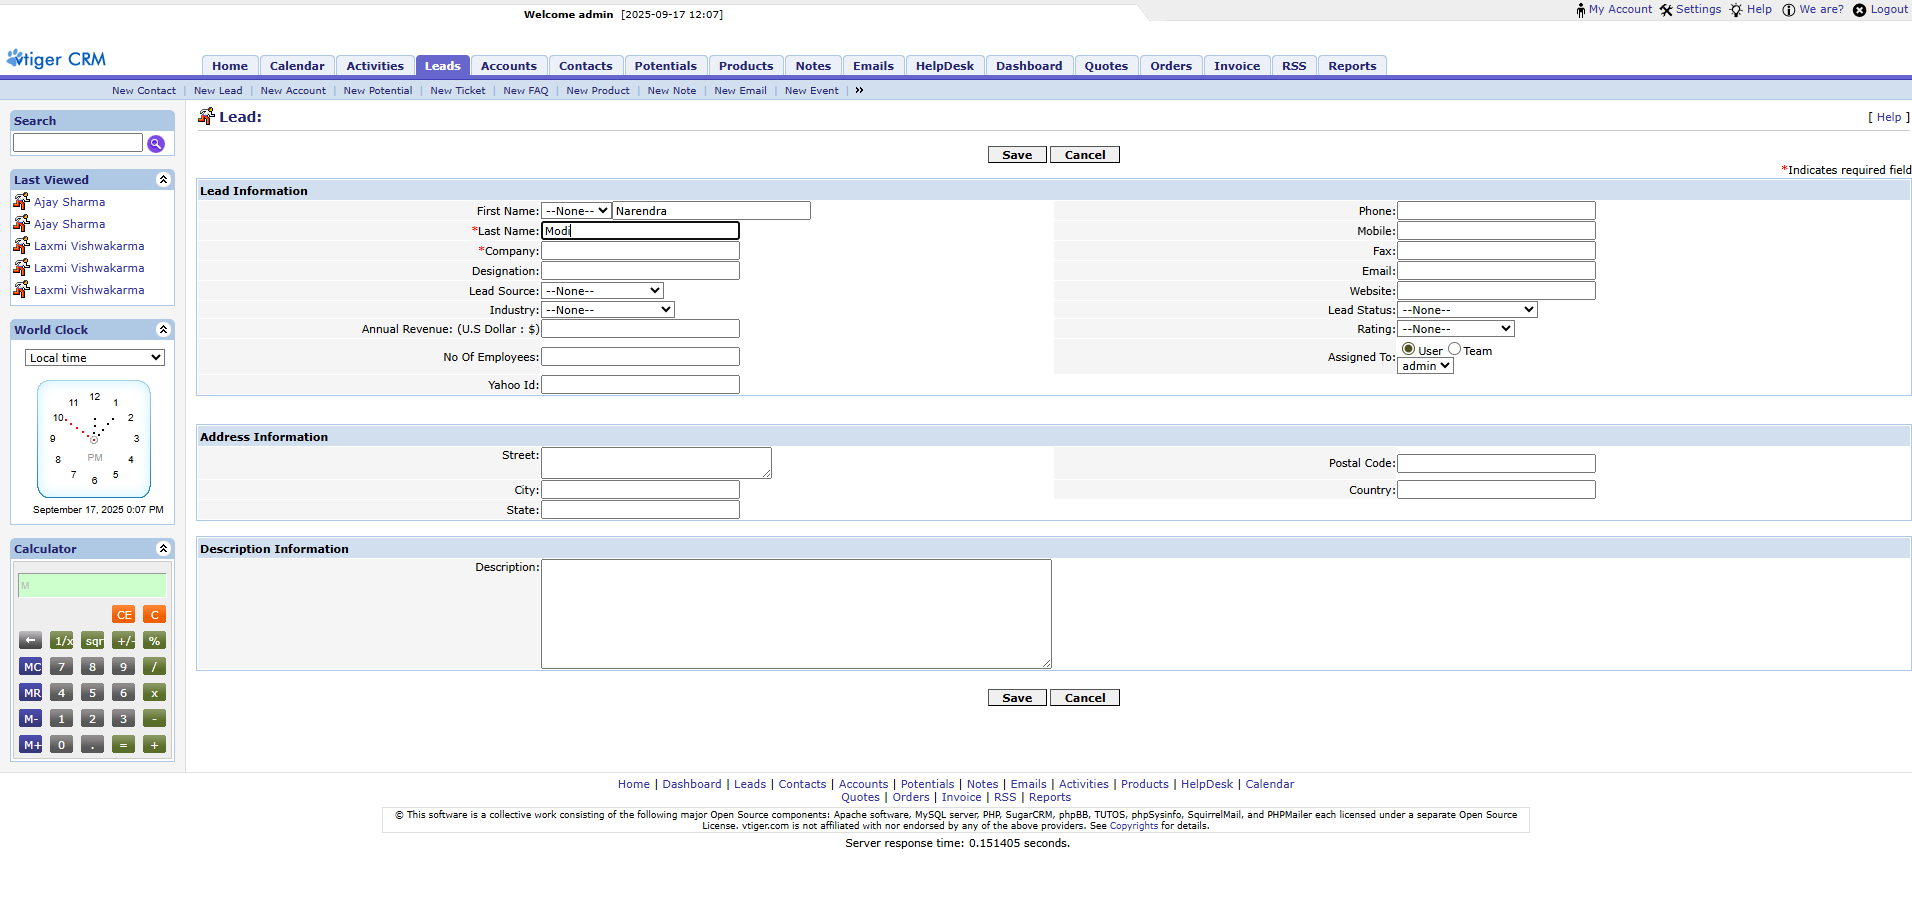 Welcome admin [2025-09-17 12:07]
My Account Settings Help We are? Logout
vtiger CRM
Home Calendar Activities Leads Accounts Contacts Potentials Products Notes Emails HelpDesk Dashboard Quotes Orders Invoice RSS Reports
New Contact | New Lead | New Account | New Potential | New Ticket | New FAQ | New Product | New Note | New Email | New Event | »
Search
Last Viewed
Ajay Sharma
Ajay Sharma
Laxmi Vishwakarma
Laxmi Vishwakarma
Laxmi Vishwakarma
World Clock
Local time
12
11 1
10 2
9 3
PM
8 4
7 5
6
September 17, 2025 0:07 PM
Calculator
M
CE C
← 1/x sqr +/- %
MC 7 8 9 /
MR 4 5 6 x
M- 1 2 3 -
M+ 0 . = +
Lead:
[ Help ]
Save Cancel
*Indicates required field
Lead Information
First Name: --None-- Narendra
Phone:
*Last Name: Modi
Mobile:
*Company:
Fax:
Designation:
Email:
Lead Source: --None--
Website:
Industry: --None--
Lead Status: --None--
Annual Revenue: (U.S Dollar : $)
Rating: --None--
No Of Employees:
Assigned To: User Team
admin
Yahoo Id:
Address Information
Street:
Postal Code:
City:
Country:
State:
Description Information
Description:
Save Cancel
Home | Dashboard | Leads | Contacts | Accounts | Potentials | Notes | Emails | Activities | Products | HelpDesk | Calendar
Quotes | Orders | Invoice | RSS | Reports
© This software is a collective work consisting of the following major Open Source components: Apache software, MySQL server, PHP, SugarCRM, phpBB, TUTOS, phpSysinfo, SquirrelMail, and PHPMailer each licensed under a separate Open Source
License. vtiger.com is not affiliated with nor endorsed by any of the above providers. See Copyrights for details.
Server response time: 0.151405 seconds.